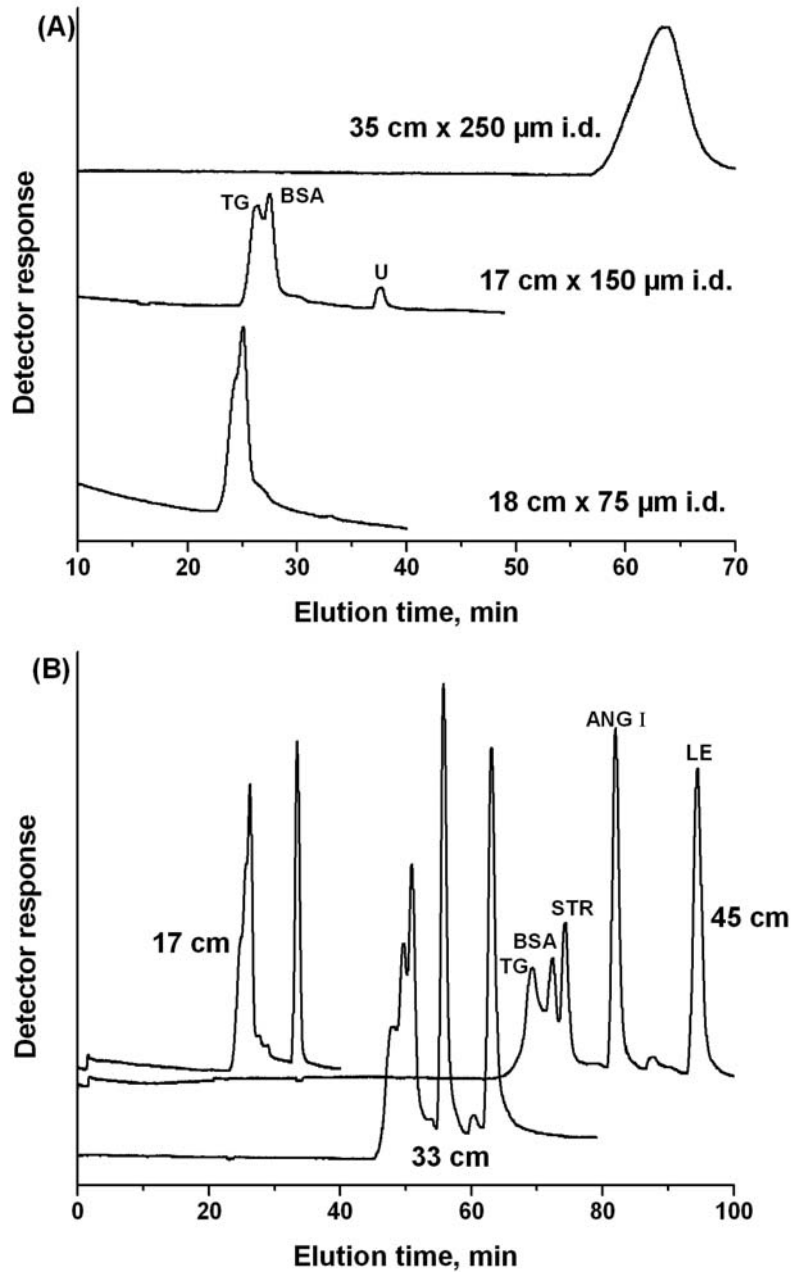 (A)
Detector response
35 cm x 250 µm i.d.
TG BSA
U
17 cm x 150 µm i.d.
18 cm x 75 µm i.d.
10 20 30 40 50 60 70
Elution time, min
(B)
Detector response
ANG I
LE
STR
17 cm
BSA
45 cm
TG
33 cm
0 20 40 60 80 100
Elution time, min